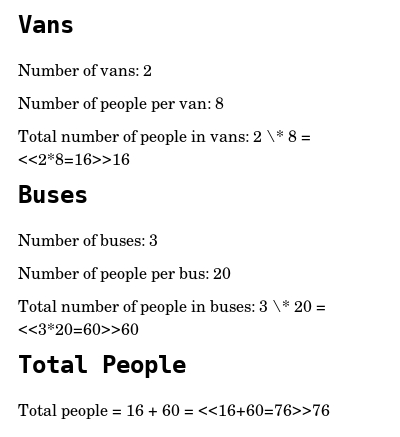 Vans
Number of vans: 2
Number of people per van: 8
Total number of people in vans: 2 \* 8 =
<<2*8=16>>16
Buses
Number of buses: 3
Number of people per bus: 20
Total number of people in buses: 3 \* 20 =
<<3*20=60>>60
Total People
Total people = 16 + 60 = <<16+60=76>>76